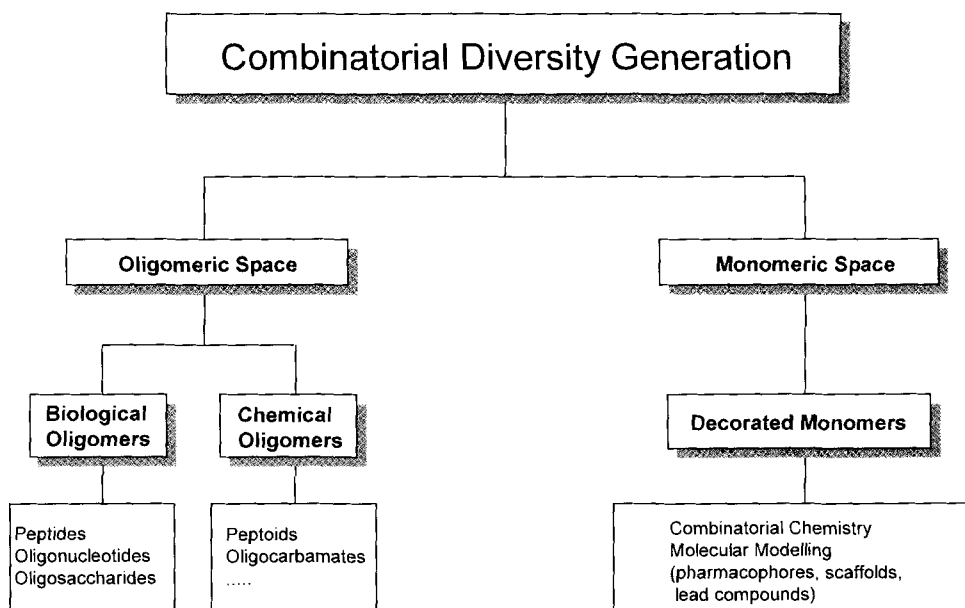 Combinatorial Diversity Generation
Oligomeric Space
Monomeric Space
Biological
Oligomers
Chemical
Oligomers
Decorated Monomers
Peptides
Oligonucleotides
Oligosaccharides
Peptoids
Oligocarbamates
.....
Combinatorial Chemistry
Molecular Modelling
(pharmacophores, scaffolds,
lead compounds)